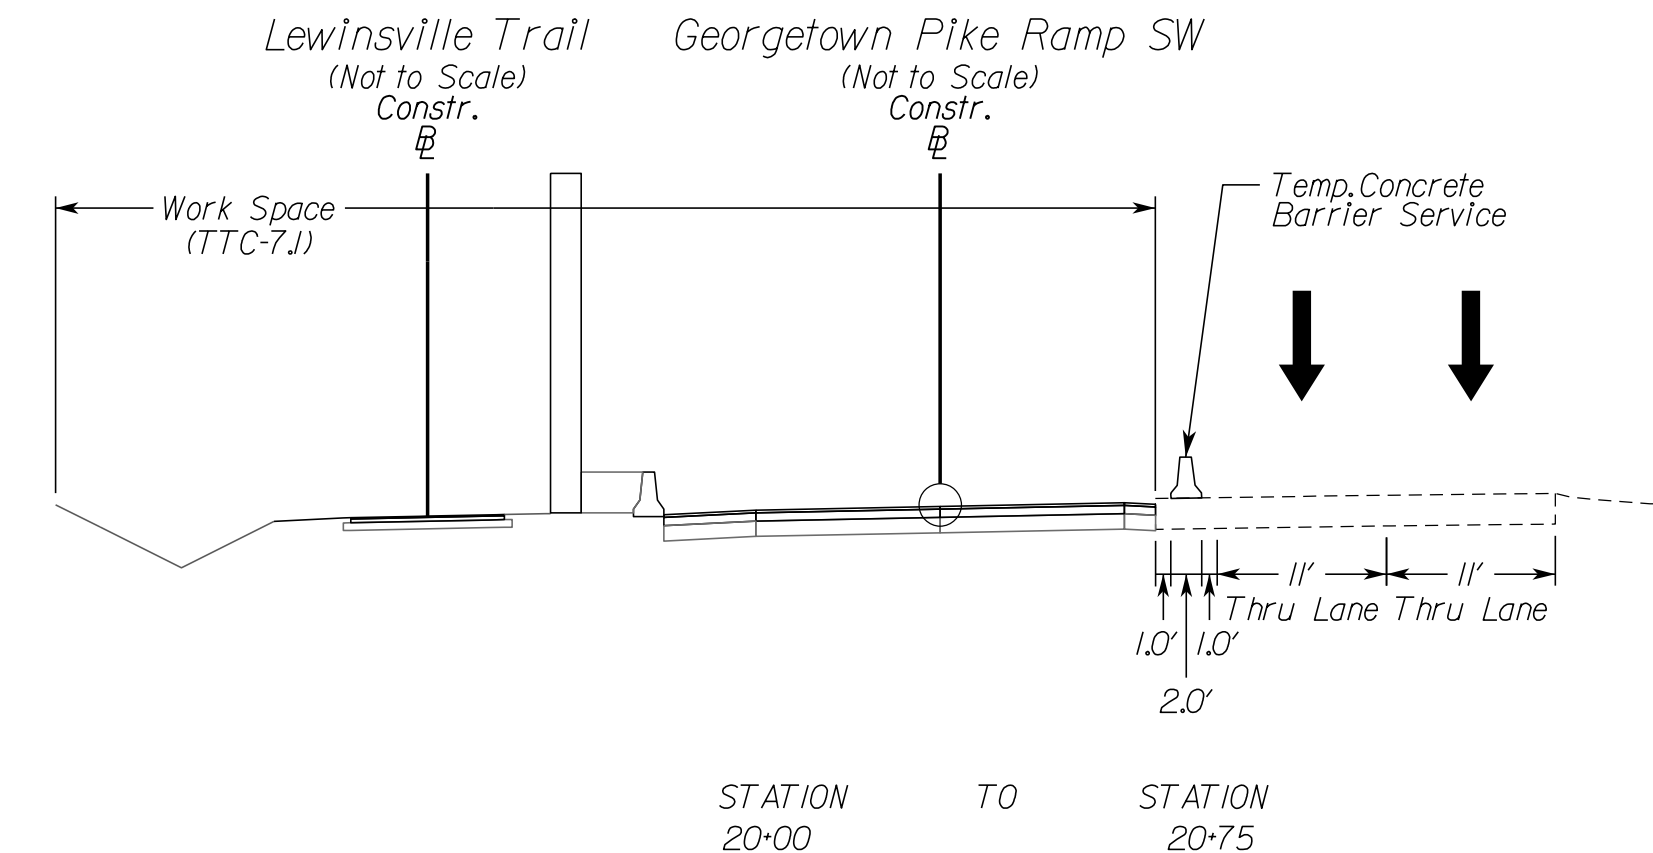 Lewinsville Trail
(Not to Scale)
Constr.
BL
Georgetown Pike Ramp SW
(Not to Scale)
Constr.
BL
Work Space
(TTC-7.1)
Temp. Concrete
Barrier Service
11'
Thru Lane
11'
Thru Lane
1.0'
1.0'
2.0'
STATION TO STATION
20+00 20+75